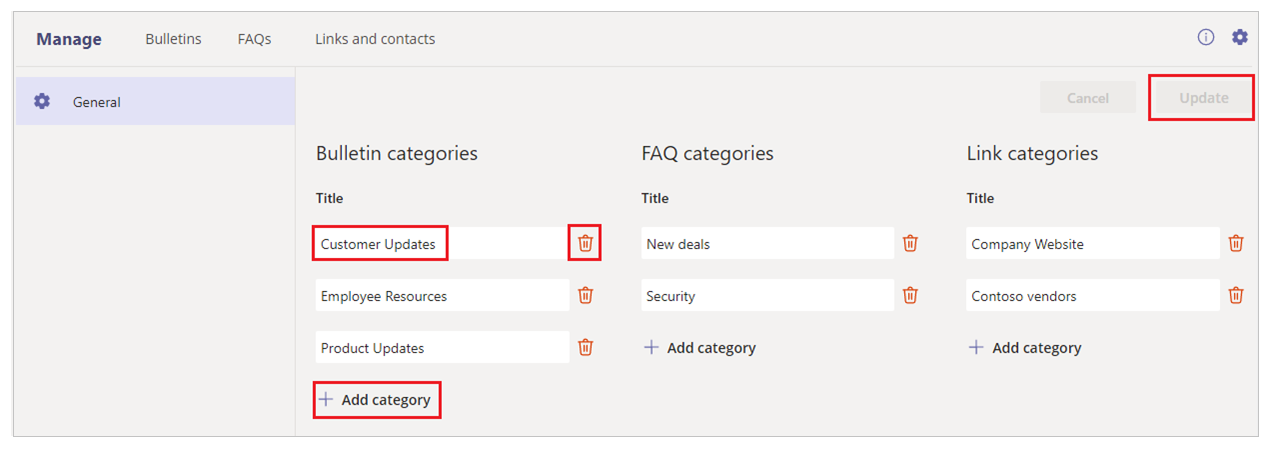 Manage Bulletins FAQs Links and contacts
General
Cancel Update
Bulletin categories FAQ categories Link categories
Title Title Title
Customer Updates New deals Company Website
Employee Resources Security Contoso vendors
Product Updates + Add category + Add category
+ Add category